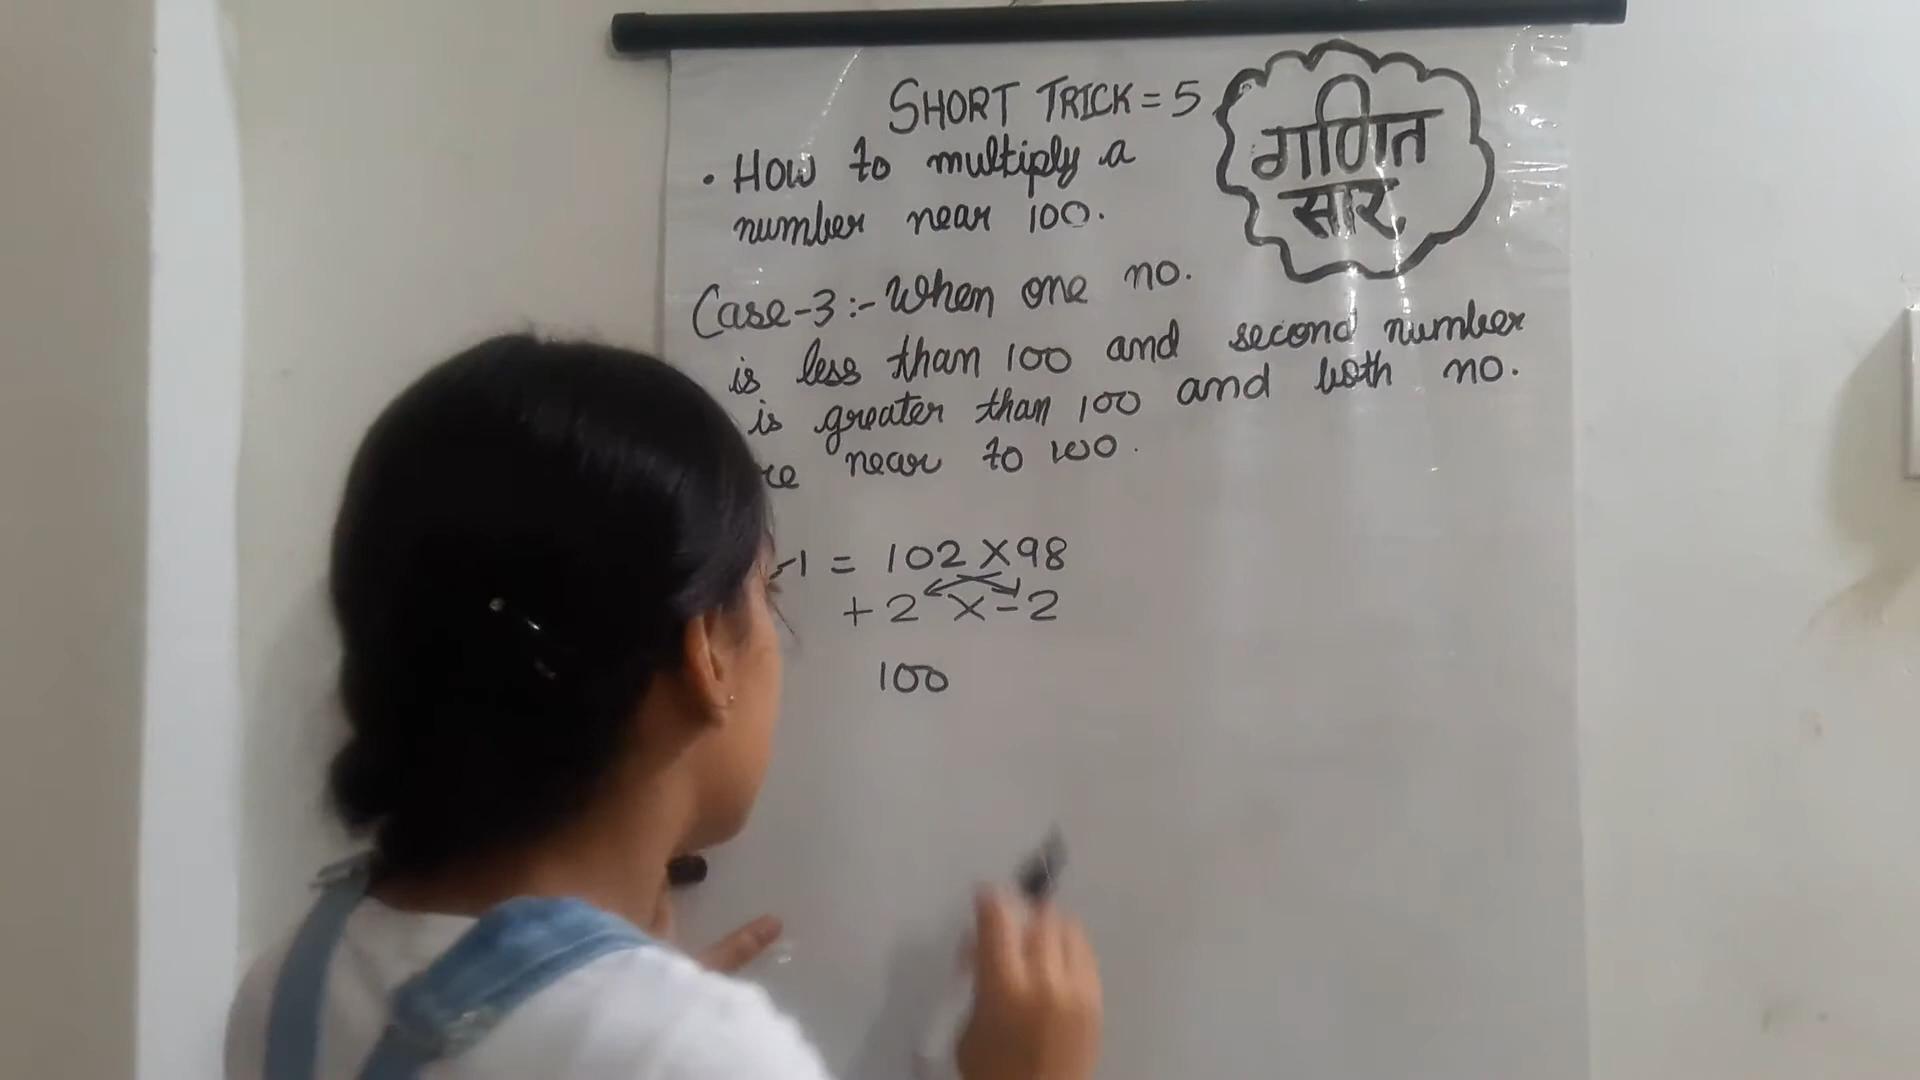 SHORT TRICK = 5
गणित
सार.
• How to multiply a
number near 100.
Case-3:- When one no.
is less than 100 and second number
is greater than 100 and both no.
near to 100.
-1 = 102 X 98
+2 X -2
100